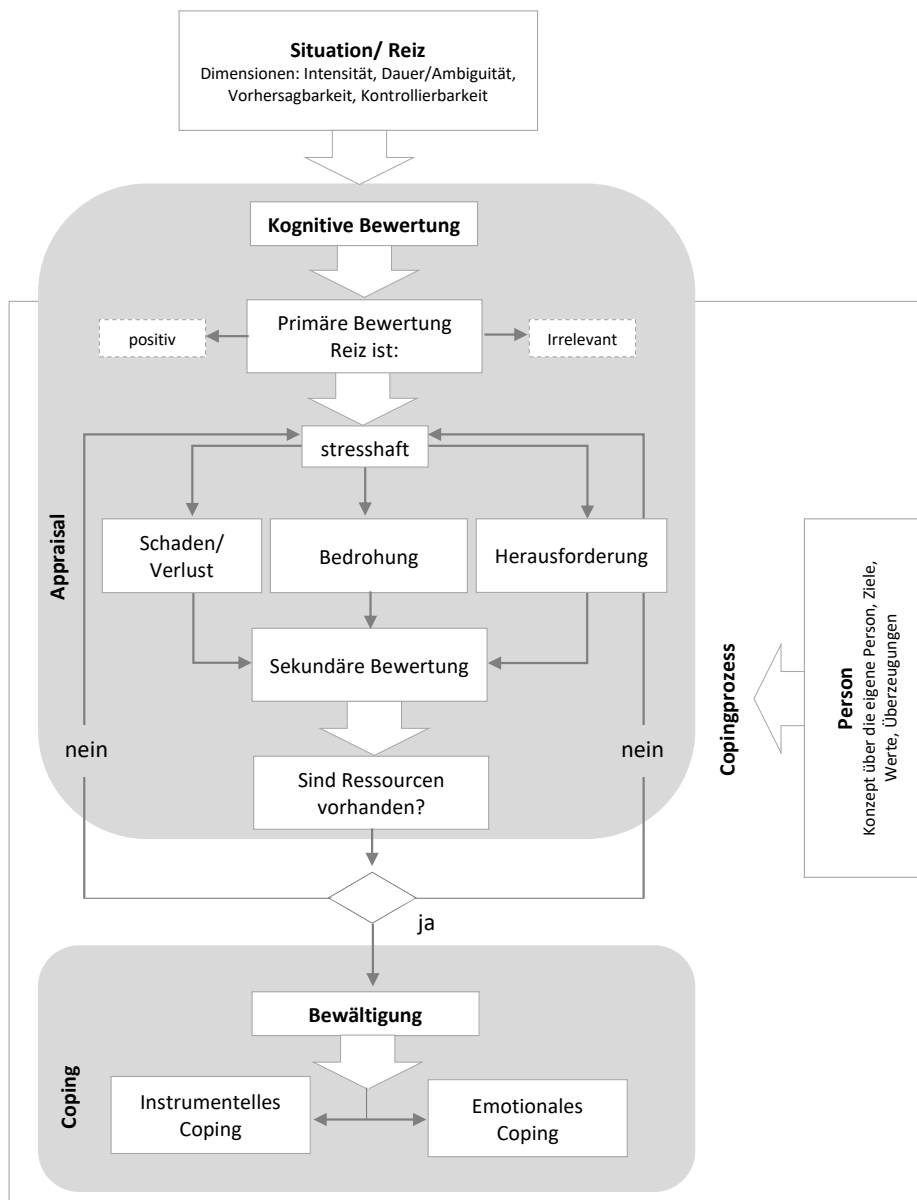 Situation/ Reiz
Dimensionen: Intensität, Dauer/Ambiguität,
Vorhersagbarkeit, Kontrollierbarkeit
Kognitive Bewertung
Primäre Bewertung
Reiz ist:
positiv
Irrelevant
stresshaft
Schaden/
Verlust
Bedrohung
Herausforderung
Appraisal
Sekundäre Bewertung
nein
nein
Sind Ressourcen
vorhanden?
ja
Copingprozess
Person
Konzept über die eigene Person, Ziele,
Werte, Überzeugungen
Bewältigung
Coping
Instrumentelles
Coping
Emotionales
Coping